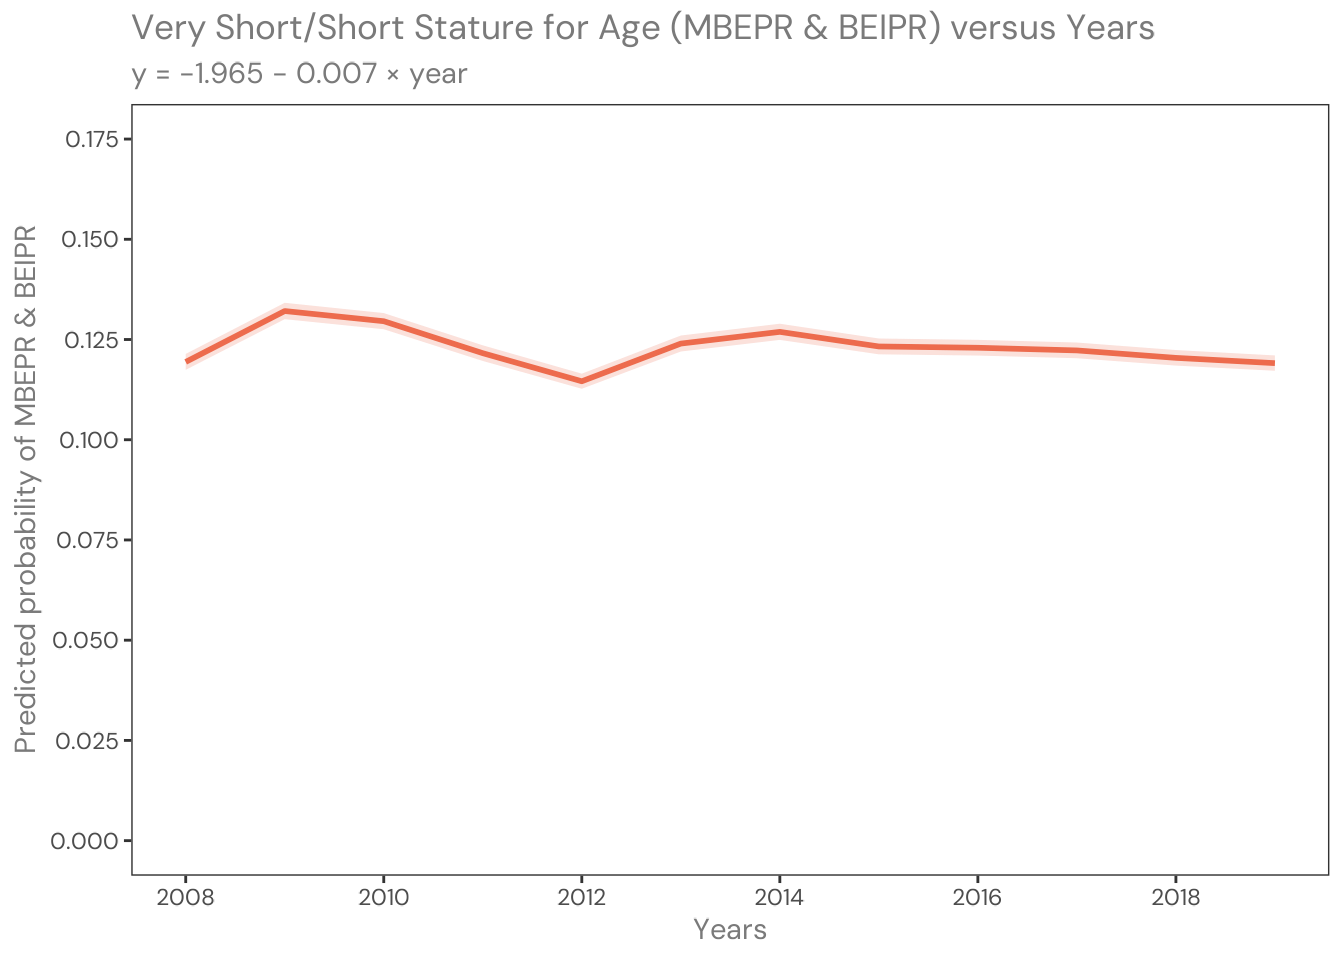 Very Short/Short Stature for Age (MBEPR & BEIPR) versus Years
y = −1.965 − 0.007 × year
Predicted probability of MBEPR & BEIPR
0.175
0.150
0.125
0.100
0.075
0.050
0.025
0.000
2008 2010 2012 2014 2016 2018
Years